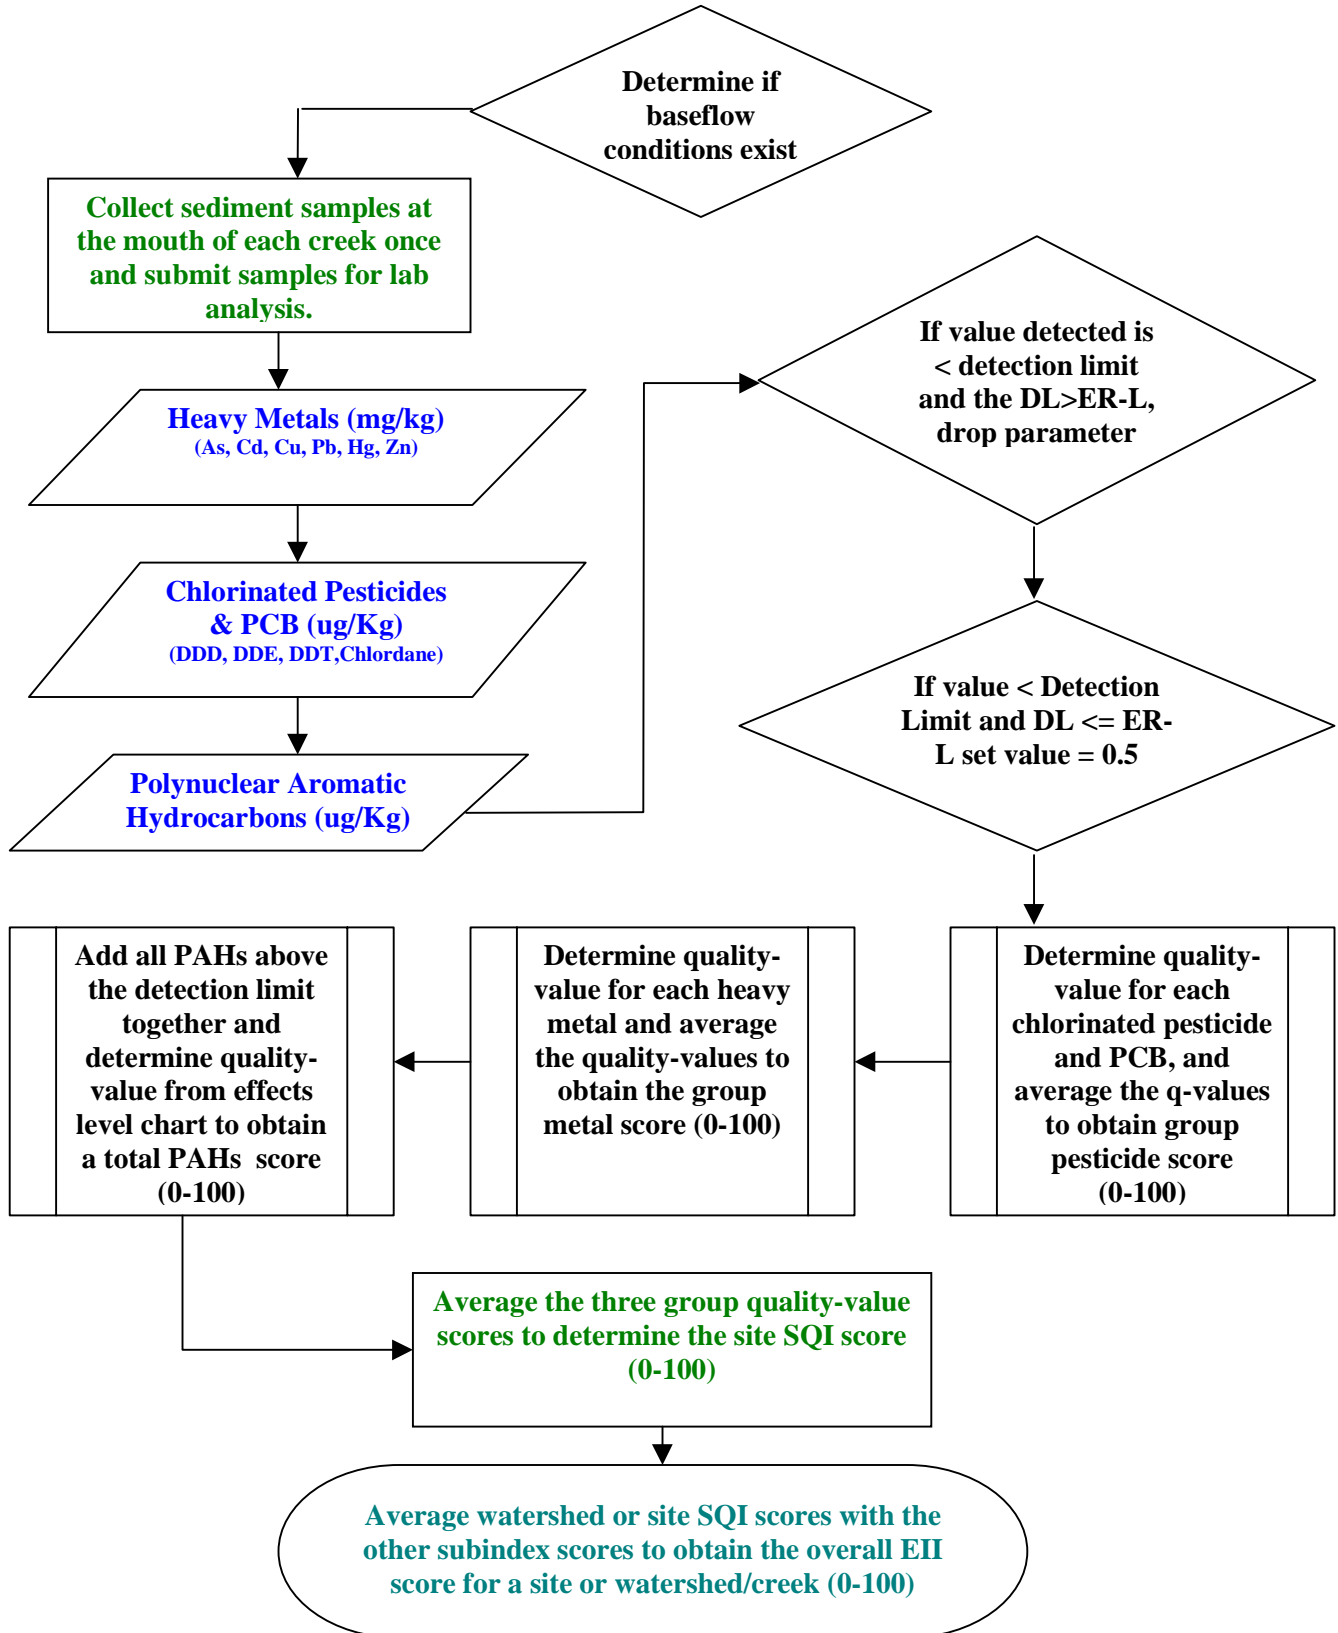 Determine if
baseflow
conditions exist
Collect sediment samples at
the mouth of each creek once
and submit samples for lab
analysis.
Heavy Metals (mg/kg)
(As, Cd, Cu, Pb, Hg, Zn)
Chlorinated Pesticides
& PCB (ug/Kg)
(DDD, DDE, DDT,Chlordane)
Polynuclear Aromatic
Hydrocarbons (ug/Kg)
If value detected is
< detection limit
and the DL>ER-L,
drop parameter
If value < Detection
Limit and DL <= ER-
L set value = 0.5
Determine quality-
value for each
chlorinated pesticide
and PCB, and
average the q-values
to obtain group
pesticide score
(0-100)
Determine quality-
value for each heavy
metal and average
the quality-values to
obtain the group
metal score (0-100)
Add all PAHs above
the detection limit
together and
determine quality-
value from effects
level chart to obtain
a total PAHs score
(0-100)
Average the three group quality-value
scores to determine the site SQI score
(0-100)
Average watershed or site SQI scores with the
other subindex scores to obtain the overall EII
score for a site or watershed/creek (0-100)